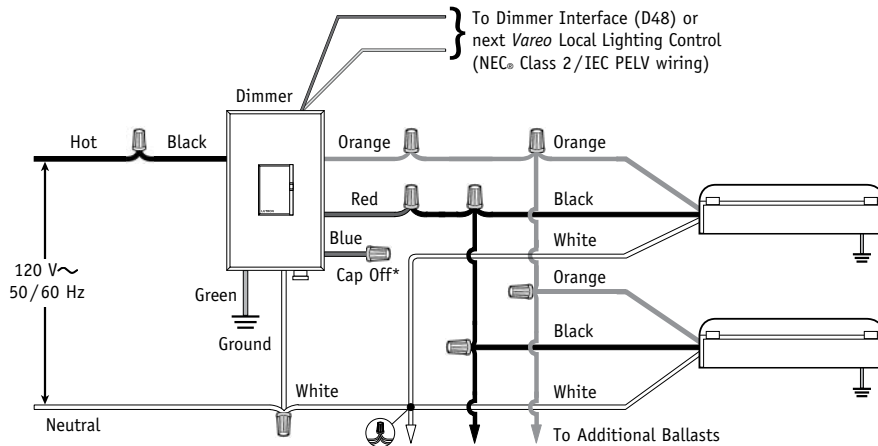 To Dimmer Interface (D48) or
next Vareo Local Lighting Control
(NEC® Class 2/IEC PELV wiring)
Dimmer
Hot
Black
Orange
Orange
Red
Black
Blue
White
Cap Off*
120 V~
50/60 Hz
Green
Orange
Ground
Black
White
White
Neutral
To Additional Ballasts